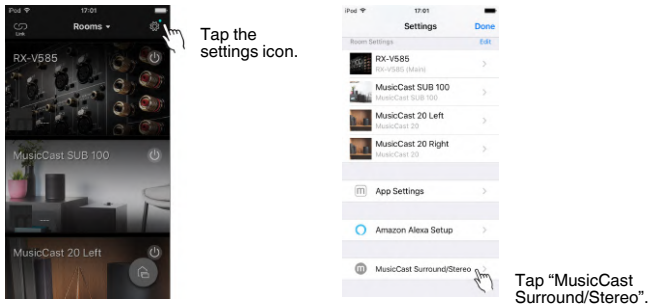 iPod 17:01
Link
Rooms
Tap the
settings icon.
RX-V585
MusicCast SUB 100
MusicCast 20 Left
iPod 17:01
Settings Done
Room Settings Edit
RX-V585
RX-V585 (Main)
MusicCast SUB 100
MusicCast SUB 100
MusicCast 20 Left
MusicCast 20
MusicCast 20 Right
MusicCast 20
App Settings
Amazon Alexa Setup
MusicCast Surround/Stereo
Tap “MusicCast
Surround/Stereo”.